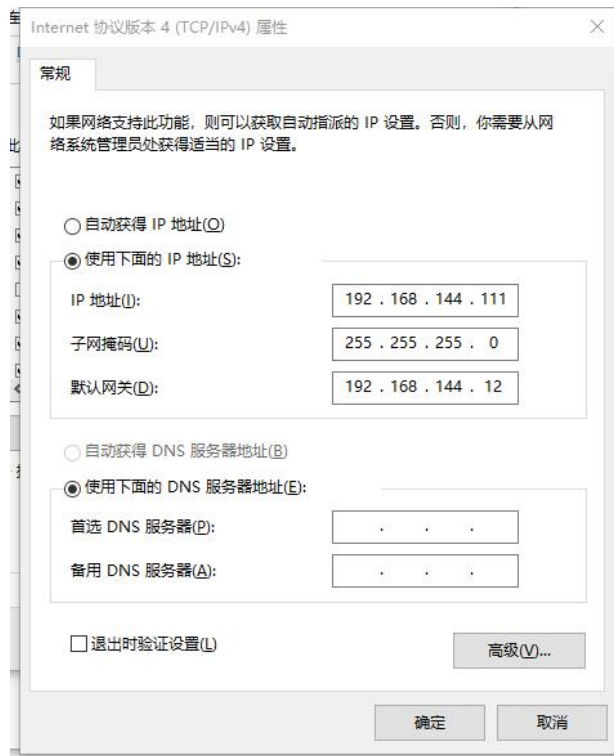 Internet 协议版本 4 (TCP/IPv4) 属性
常规
如果网络支持此功能，则可以获取自动指派的 IP 设置。否则，你需要从网
络系统管理员处获得适当的 IP 设置。
自动获得 IP 地址(O)
使用下面的 IP 地址(S):
IP 地址(I): 192 . 168 . 144 . 111
子网掩码(U): 255 . 255 . 255 . 0
默认网关(D): 192 . 168 . 144 . 12
自动获得 DNS 服务器地址(B)
使用下面的 DNS 服务器地址(E):
首选 DNS 服务器(P): . . .
备用 DNS 服务器(A): . . .
退出时验证设置(L)
高级(V)...
确定 取消